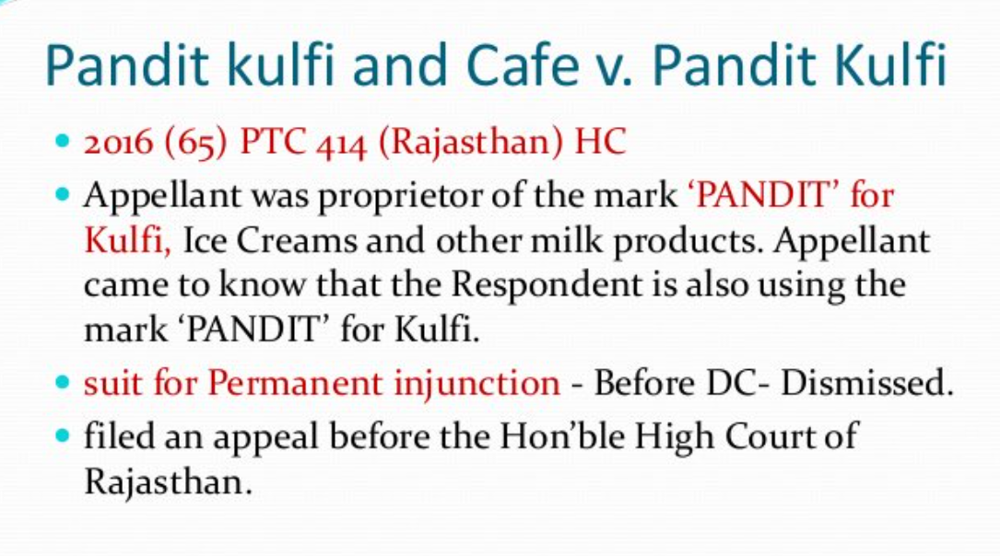 Pandit kulfi and Cafe v. Pandit Kulfi
• 2016 (65) PTC 414 (Rajasthan) HC
• Appellant was proprietor of the mark ‘PANDIT’ for
Kulfi, Ice Creams and other milk products. Appellant
came to know that the Respondent is also using the
mark ‘PANDIT’ for Kulfi.
• suit for Permanent injunction - Before DC- Dismissed.
• filed an appeal before the Hon’ble High Court of
Rajasthan.